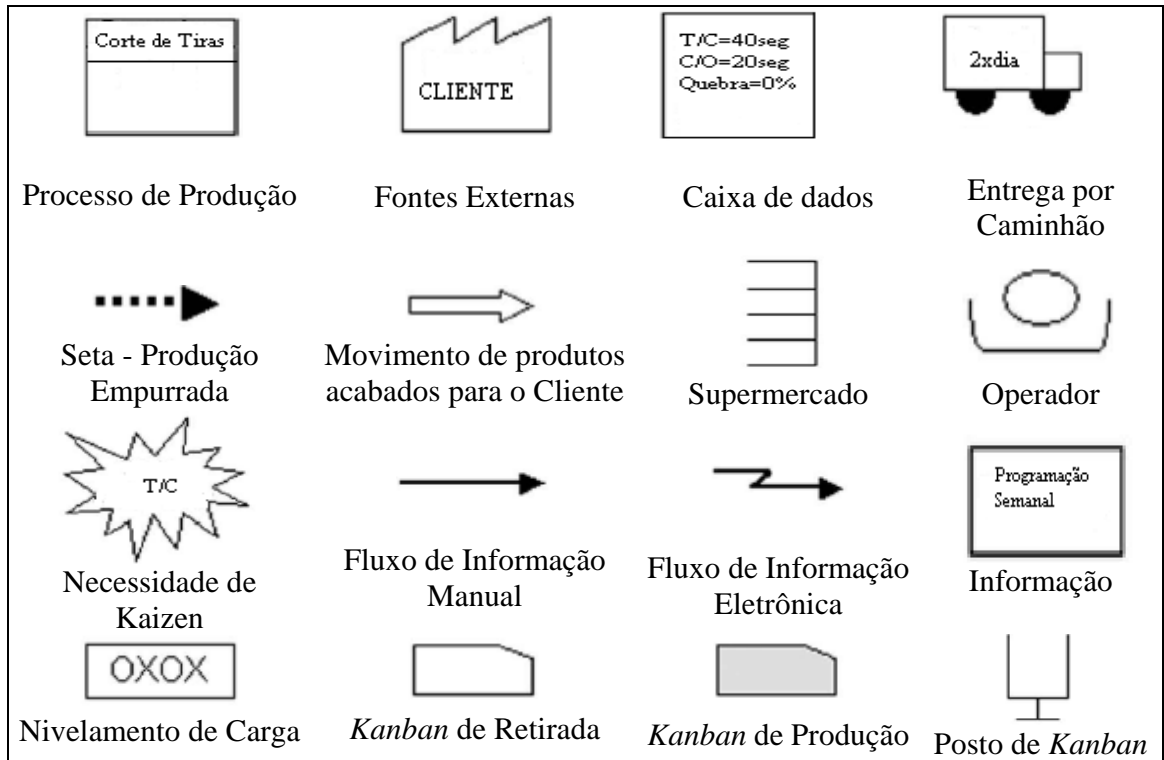 Corte de Tiras
CLIENTE
T/C=40seg
C/O=20seg
Quebra=0%
2xdia
Processo de Produção
Fontes Externas
Caixa de dados
Entrega por
Caminhão
Seta - Produção
Empurrada
Movimento de produtos
acabados para o Cliente
Supermercado
Operador
T/C
Programação
Semanal
Necessidade de
Kaizen
Fluxo de Informação
Manual
Fluxo de Informação
Eletrônica
Informação
OXOX
Nivelamento de Carga
Kanban de Retirada
Kanban de Produção
Posto de Kanban